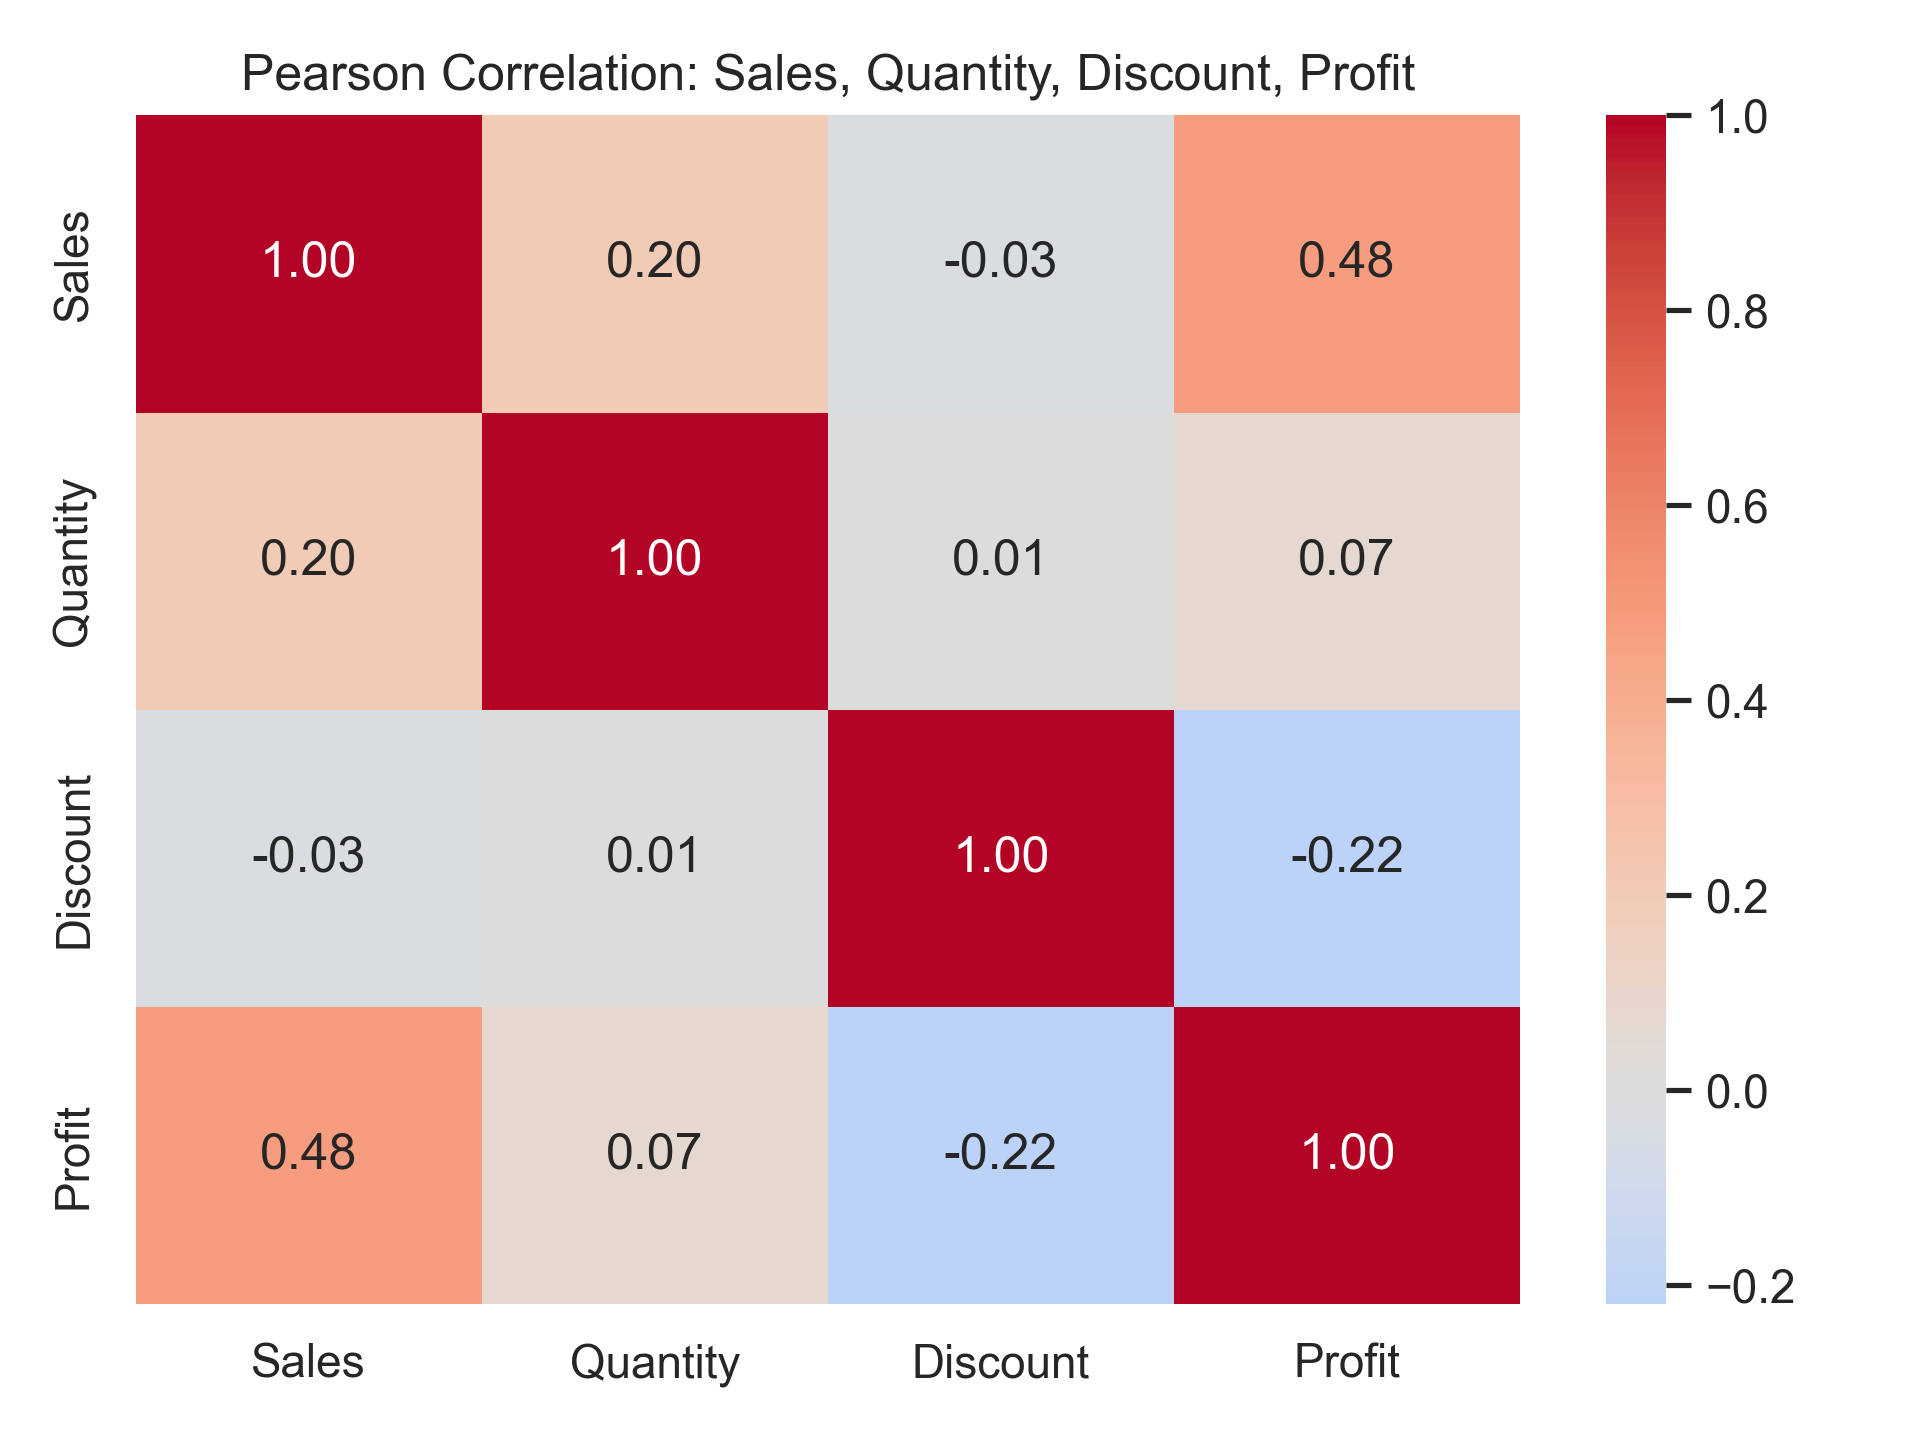 Pearson Correlation: Sales, Quantity, Discount, Profit
Sales
1.00 0.20 -0.03 0.48
Quantity
0.20 1.00 0.01 0.07
Discount
-0.03 0.01 1.00 -0.22
Profit
0.48 0.07 -0.22 1.00
Sales Quantity Discount Profit
1.0
0.8
0.6
0.4
0.2
0.0
−0.2